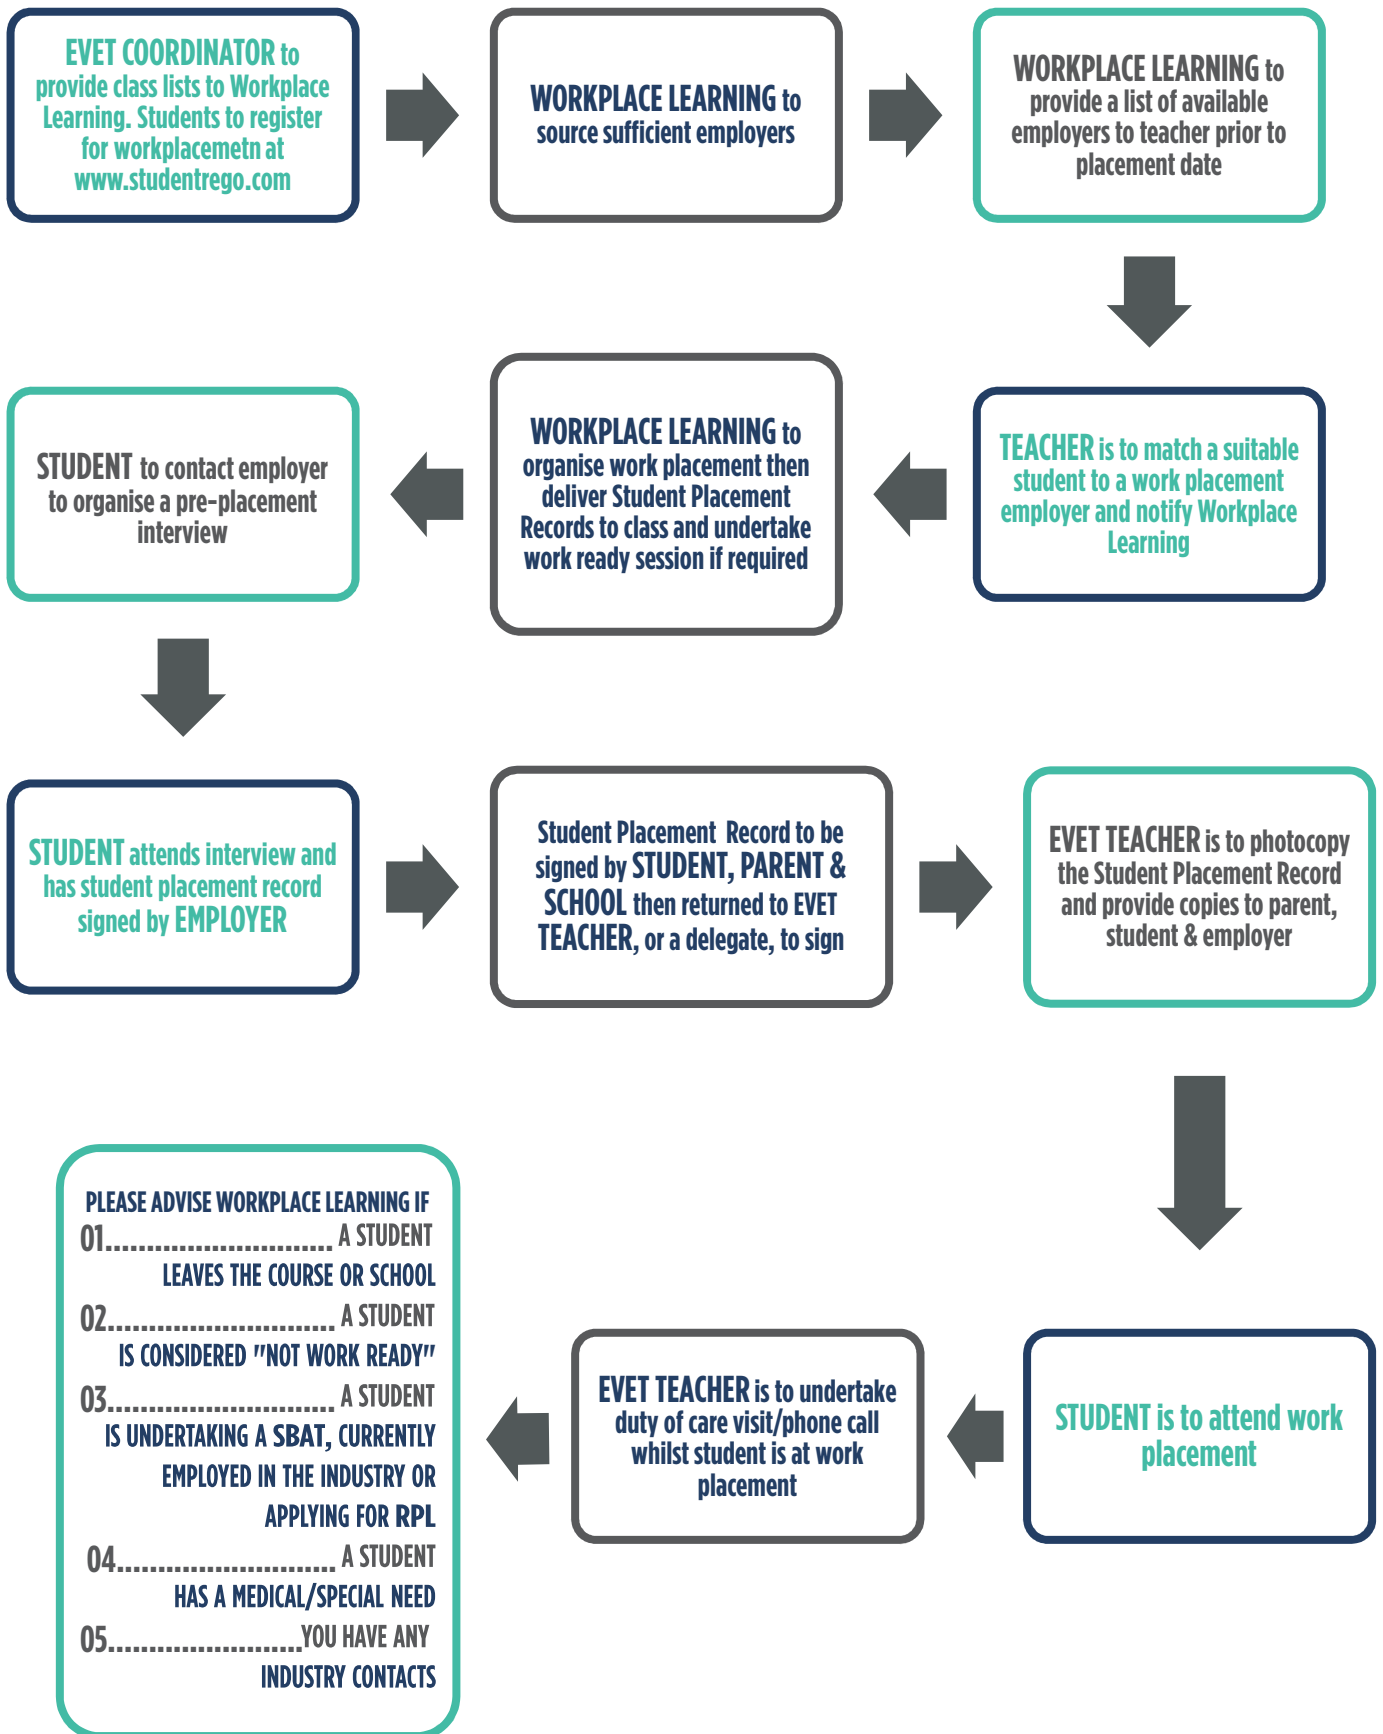 EVET COORDINATOR to
provide class lists to Workplace
Learning. Students to register
for workplacemetn at
www.studentrego.com
WORKPLACE LEARNING to
source sufficient employers
WORKPLACE LEARNING to
provide a list of available
employers to teacher prior to
placement date
TEACHER is to match a suitable
student to a work placement
employer and notify Workplace
Learning
WORKPLACE LEARNING to
organise work placement then
deliver Student Placement
Records to class and undertake
work ready session if required
STUDENT to contact employer
to organise a pre-placement
interview
STUDENT attends interview and
has student placement record
signed by EMPLOYER
Student Placement Record to be
signed by STUDENT, PARENT &
SCHOOL then returned to EVET
TEACHER, or a delegate, to sign
EVET TEACHER is to photocopy
the Student Placement Record
and provide copies to parent,
student & employer
STUDENT is to attend work
placement
EVET TEACHER is to undertake
duty of care visit/phone call
whilst student is at work
placement
PLEASE ADVISE WORKPLACE LEARNING IF
01............................ A STUDENT
LEAVES THE COURSE OR SCHOOL
02............................ A STUDENT
IS CONSIDERED "NOT WORK READY"
03............................ A STUDENT
IS UNDERTAKING A SBAT, CURRENTLY
EMPLOYED IN THE INDUSTRY OR
APPLYING FOR RPL
04........................... A STUDENT
HAS A MEDICAL/SPECIAL NEED
05........................YOU HAVE ANY
INDUSTRY CONTACTS